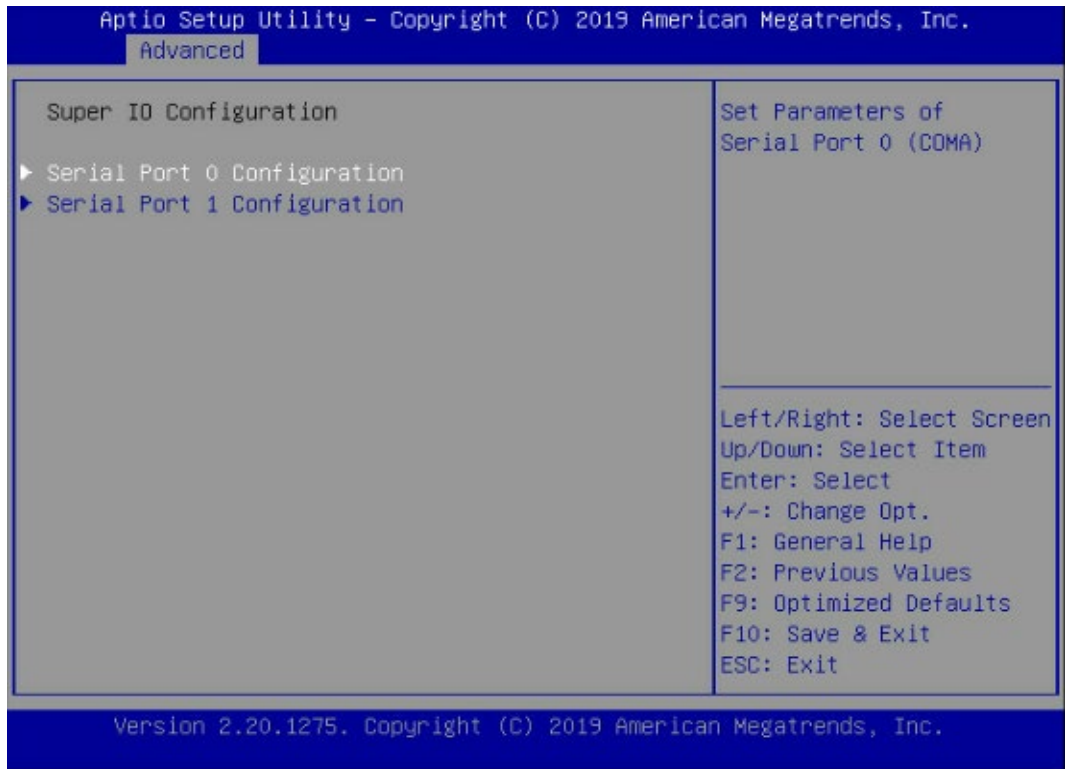 Aptio Setup Utility – Copyright (C) 2019 American Megatrends, Inc.
Advanced
Super IO Configuration
Serial Port 0 Configuration
Serial Port 1 Configuration
Set Parameters of
Serial Port 0 (COMA)
Left/Right: Select Screen
Up/Down: Select Item
Enter: Select
+/-: Change Opt.
F1: General Help
F2: Previous Values
F9: Optimized Defaults
F10: Save & Exit
ESC: Exit
Version 2.20.1275. Copyright (C) 2019 American Megatrends, Inc.